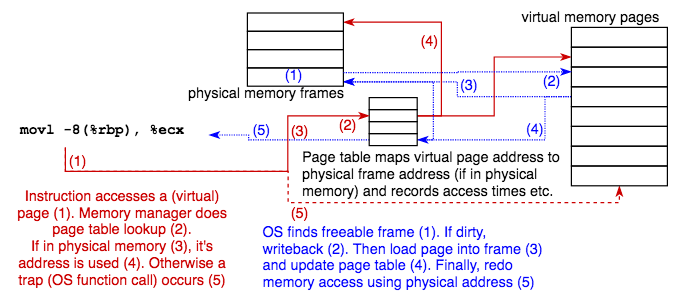 virtual memory pages
(4)
(1)
(2)
(3)
physical memory frames
movl -8(%rbp), %ecx
(5)
(3)
(2)
(4)
(1)
Page table maps virtual page address to
physical frame address (if in physical
memory) and records access times etc.
Instruction accesses a (virtual)
page (1). Memory manager does
page table lookup (2).
If in physical memory (3), it's
address is used (4). Otherwise a
trap (OS function call) occurs (5)
(5)
OS finds freeable frame (1). If dirty,
writeback (2). Then load page into frame (3)
and update page table (4). Finally, redo
memory access using physical address (5)